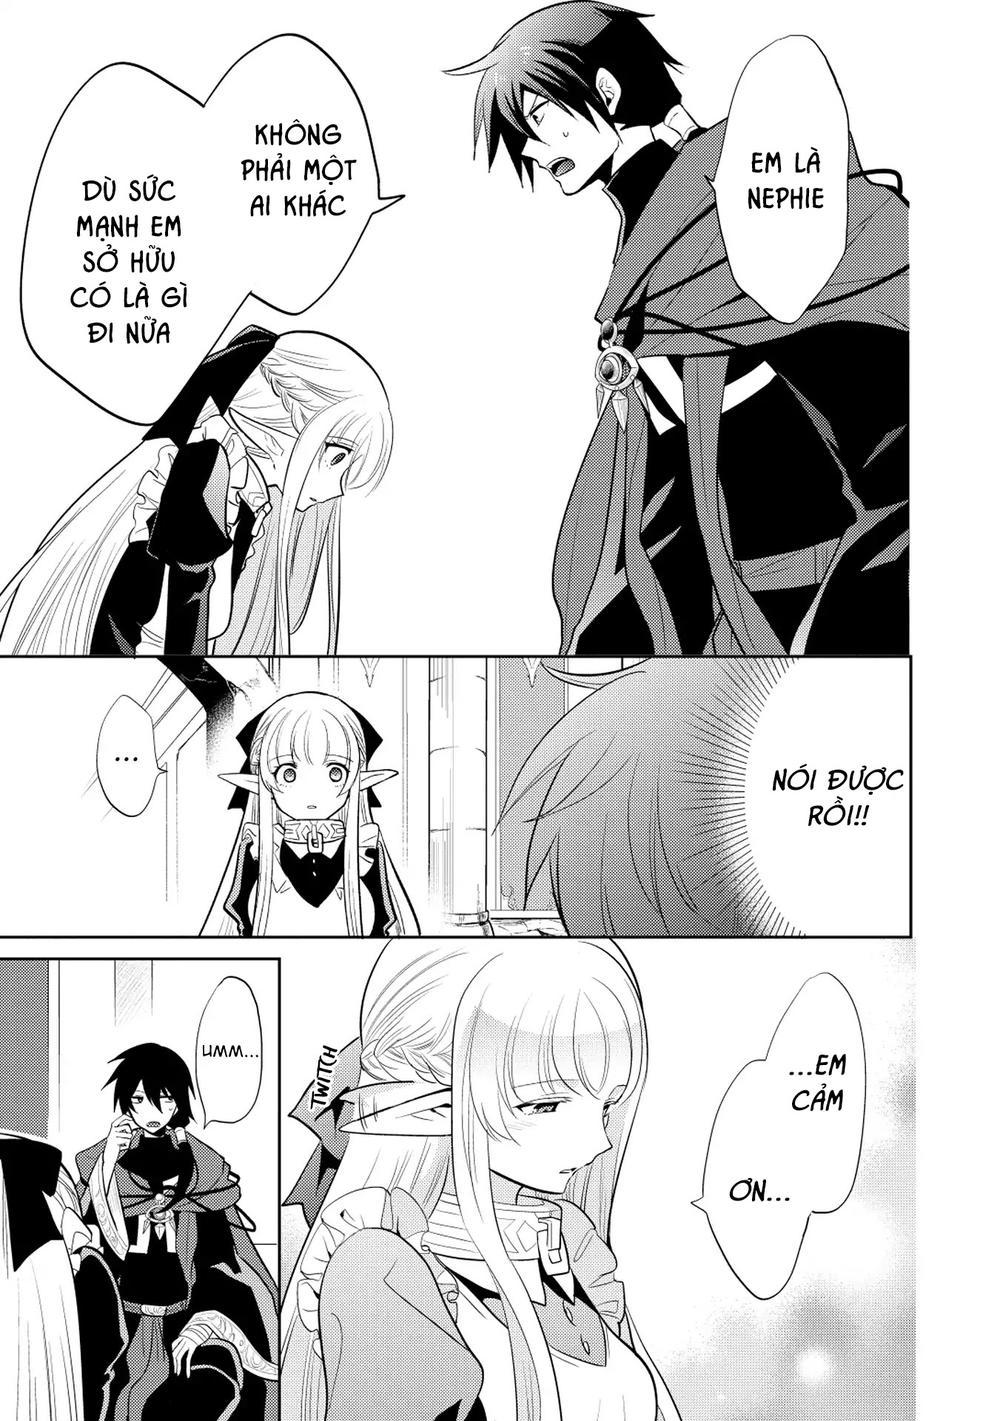 EM LÀ
NEPHIE
KHÔNG
PHẢI MỘT
AI KHÁC
DÙ SỨC
MẠNH EM
SỞ HỮU
CÓ LÀ GÌ
ĐI NỮA
NÓI ĐƯỢC
RỒI!!
...
...EM
CẢM
ƠN...
TWITCH
UMM...